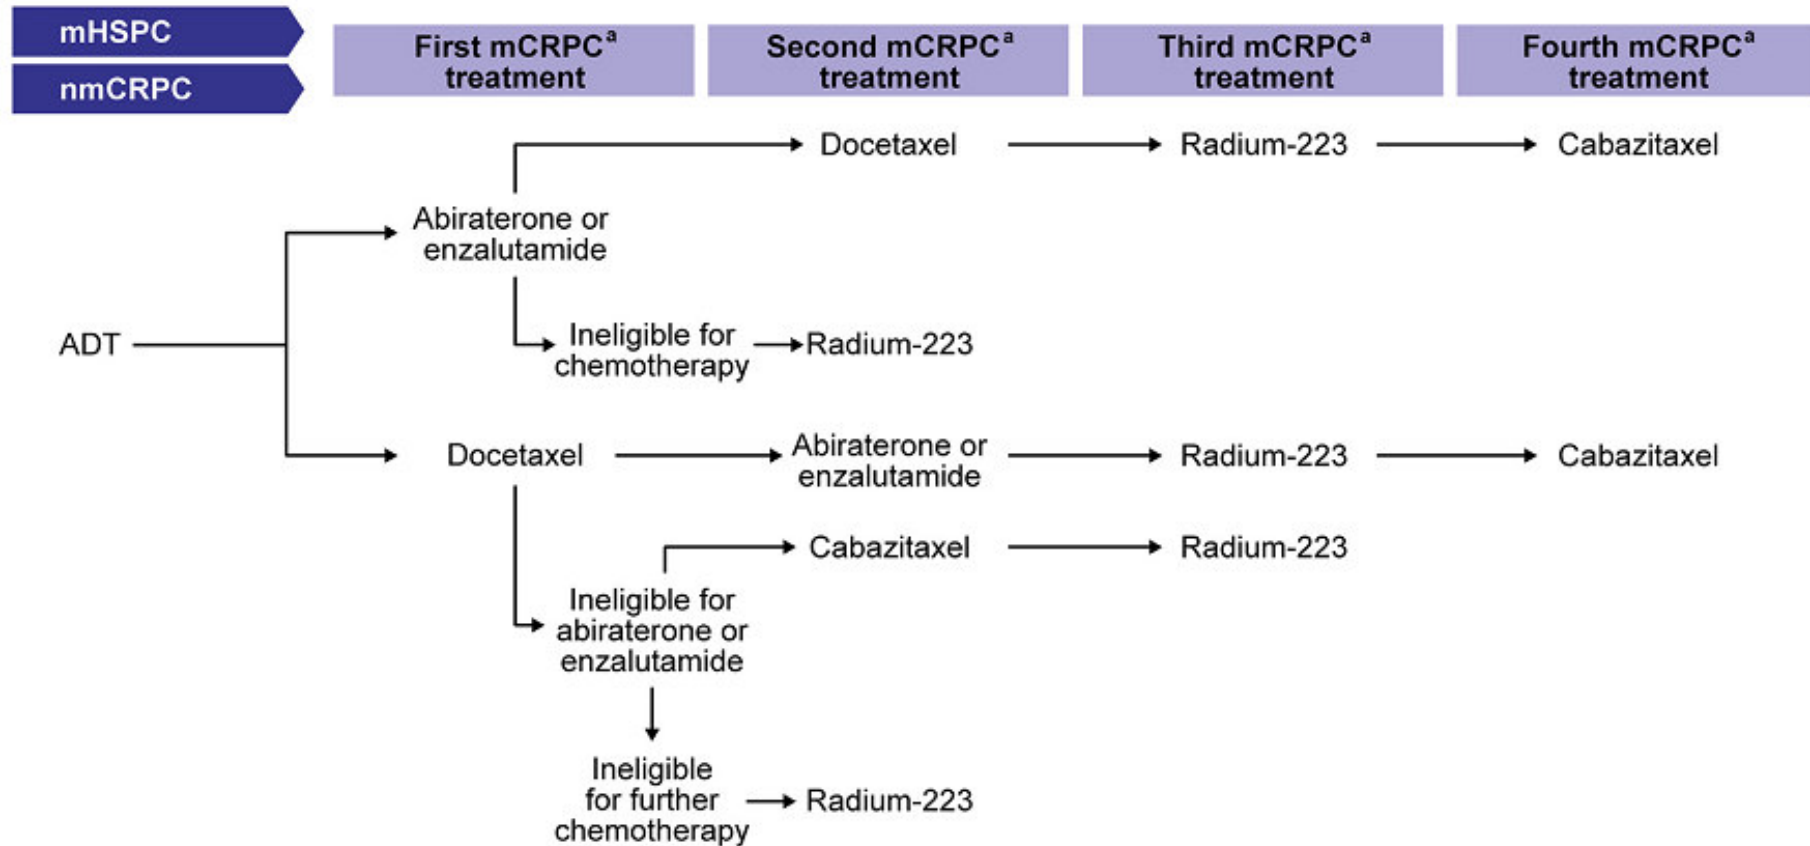 mHSPC
nmCRPC
First mCRPCᵃ
treatment
Second mCRPCᵃ
treatment
Third mCRPCᵃ
treatment
Fourth mCRPCᵃ
treatment
Docetaxel
Radium-223
Cabazitaxel
Abiraterone or
enzalutamide
ADT
Ineligible for
chemotherapy
Radium-223
Docetaxel
Abiraterone or
enzalutamide
Radium-223
Cabazitaxel
Cabazitaxel
Radium-223
Ineligible for
abiraterone or
enzalutamide
Ineligible
for further
chemotherapy
Radium-223